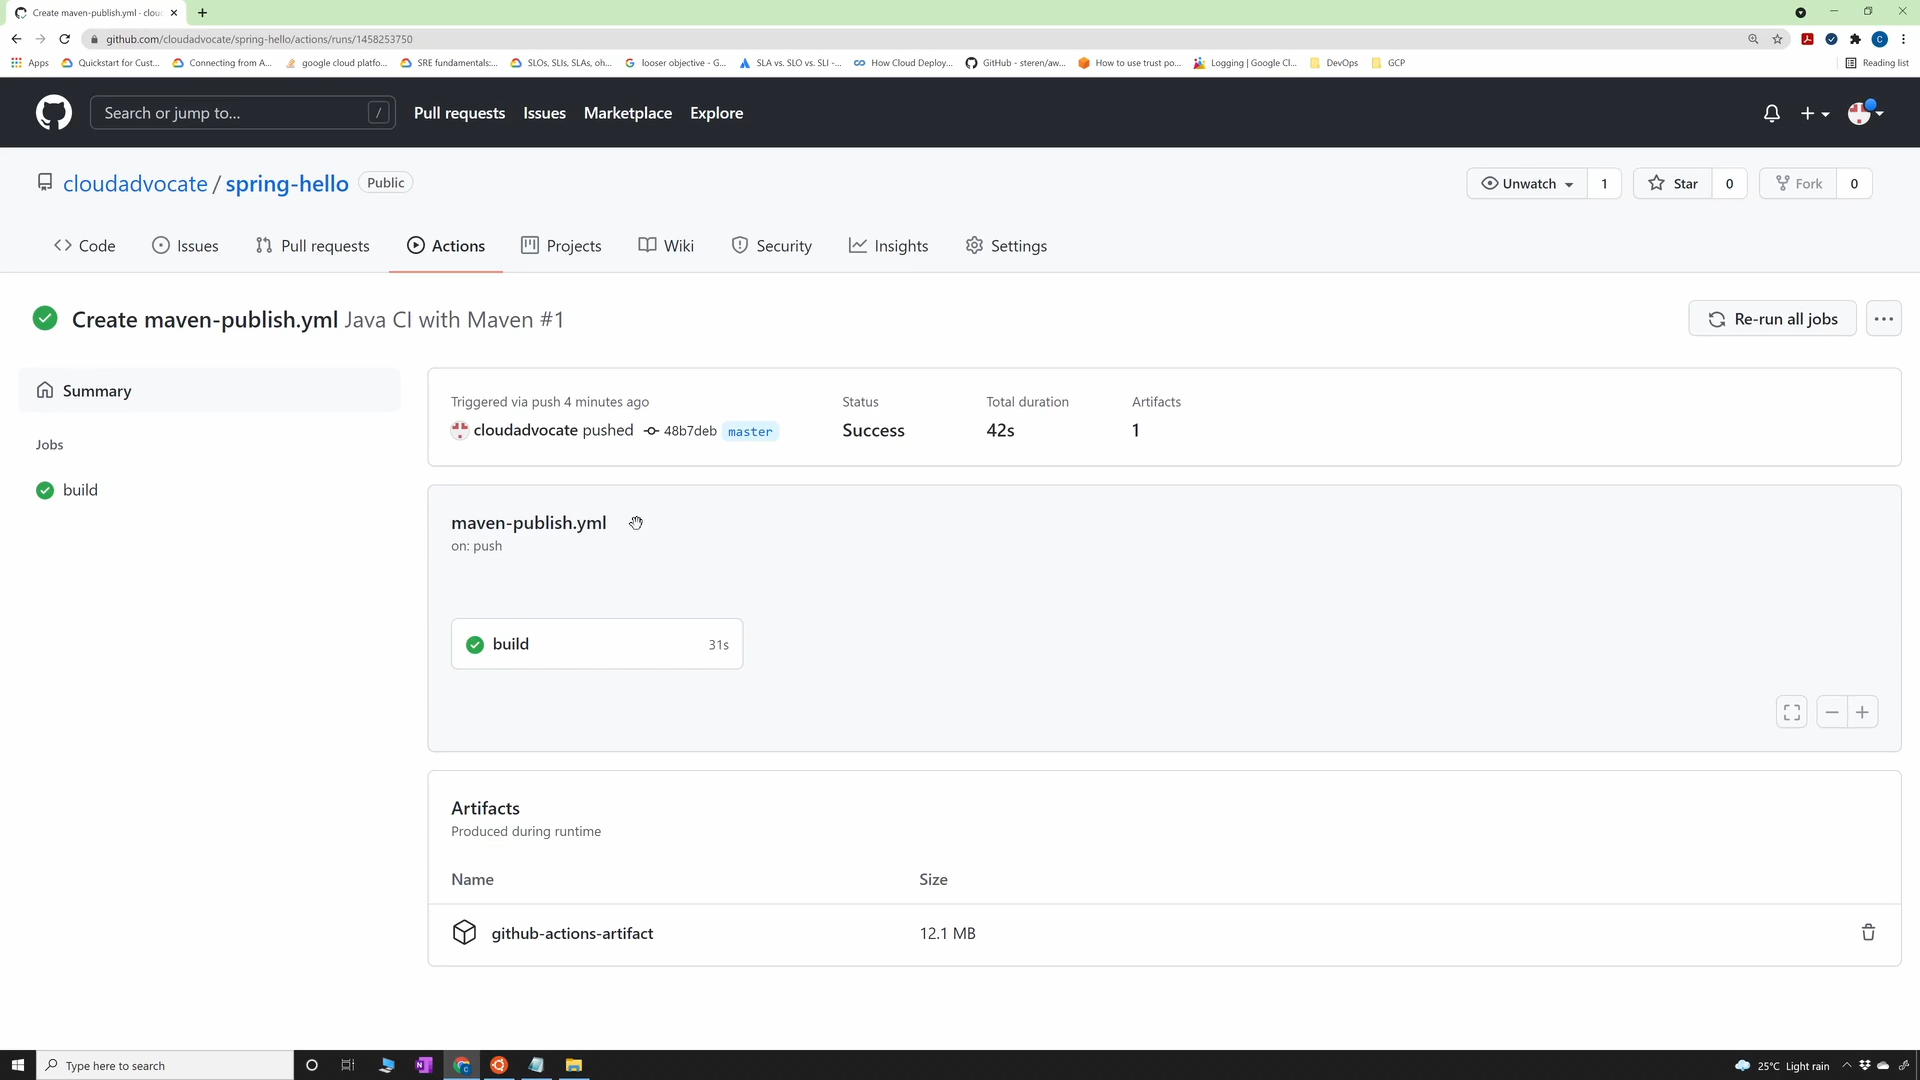 Create maven-publish.yml - clou
github.com/cloudadvocate/spring-hello/actions/runs/1458253750
Apps Quickstart for Cust... Connecting from A... google cloud platfo... SRE fundamentals:... SLOs, SLIs, SLAs, oh... looser objective - G... SLA vs. SLO vs. SLI -... How Cloud Deploy... GitHub - steren/aw... How to use trust po... Logging | Google Cl... DevOps GCP Reading list
Search or jump to... / Pull requests Issues Marketplace Explore
cloudadvocate / spring-hello Public Unwatch 1 Star 0 Fork 0
Code Issues Pull requests Actions Projects Wiki Security Insights Settings
Create maven-publish.yml Java CI with Maven #1 Re-run all jobs
Summary
Jobs
build
Triggered via push 4 minutes ago Status Total duration Artifacts
cloudadvocate pushed 48b7deb master Success 42s 1
maven-publish.yml
on: push
build 31s
Artifacts
Produced during runtime
Name Size
github-actions-artifact 12.1 MB
Type here to search 25°C Light rain